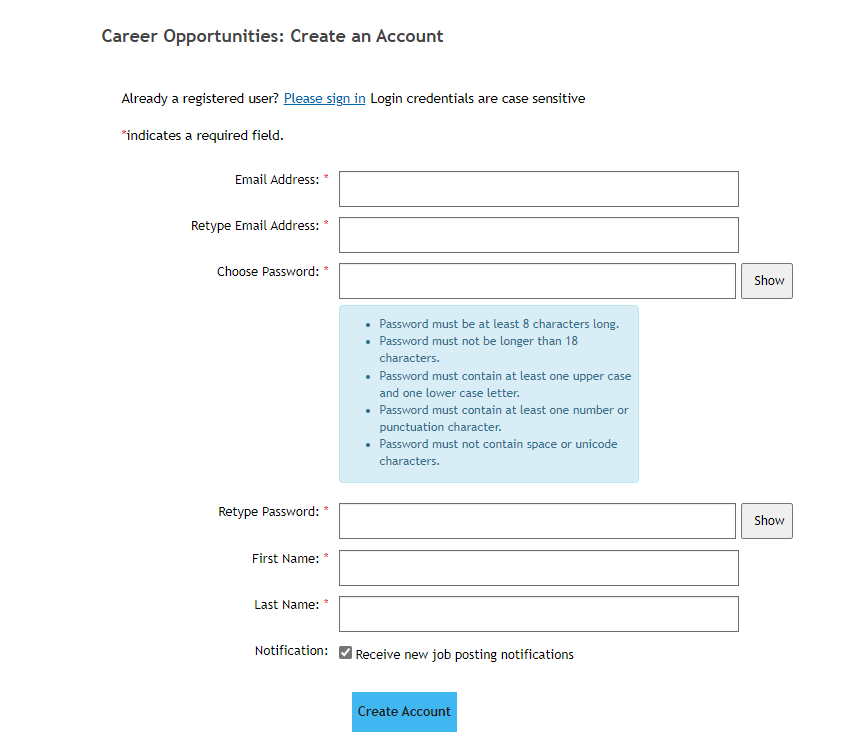 Career Opportunities: Create an Account
Already a registered user? Please sign in Login credentials are case sensitive
*indicates a required field.
Email Address: *
Retype Email Address: *
Choose Password: *
Show
• Password must be at least 8 characters long.
• Password must not be longer than 18
characters.
• Password must contain at least one upper case
and one lower case letter.
• Password must contain at least one number or
punctuation character.
• Password must not contain space or unicode
characters.
Retype Password: *
Show
First Name: *
Last Name: *
Notification: Receive new job posting notifications
Create Account